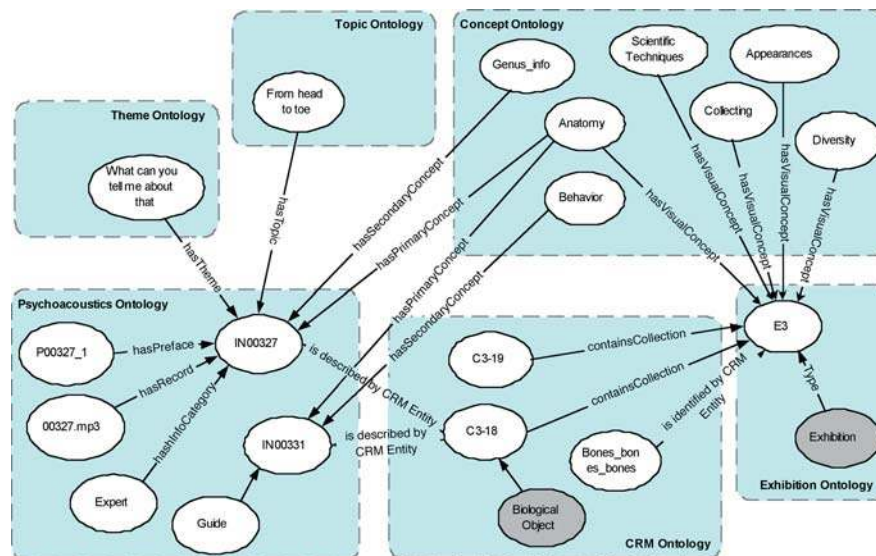 Topic Ontology
From head
to toe
Theme Ontology
What can you
tell me about
that
Concept Ontology
Genus_info
Scientific
Techniques
Appearances
Collecting
Anatomy
Diversity
Behavior
hasTheme
hasTopic
hasSecondaryConcept
hasPrimaryConcept
hasPrimaryConcept
hasSecondaryConcept
hasVisualConcept
hasVisualConcept
hasVisualConcept
hasVisualConcept
hasVisualConcept
Psychoacoustics Ontology
P00327_1
hasPreface
IN00327
hasRecord
00327.mp3
hashInfoCategory
Expert
Guide
IN00331
is described by CRM Entity
is described by
CRM Entity
C3-19
containsCollection
C3-18
containsCollection
is identified by CRM
Entity
Bones_bon
es_bones
Biological
Object
CRM Ontology
E3
Type
Exhibition
Exhibition Ontology